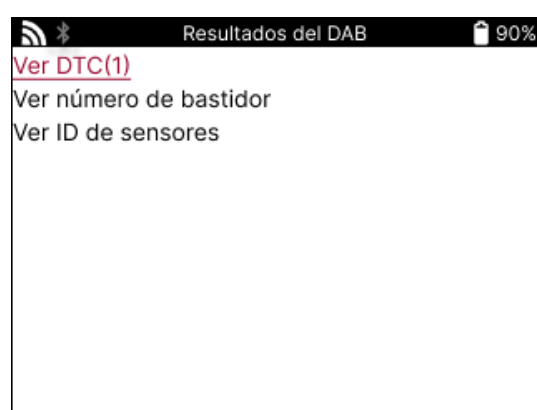 Resultados del DAB 90%
Ver DTC(1)
Ver número de bastidor
Ver ID de sensores